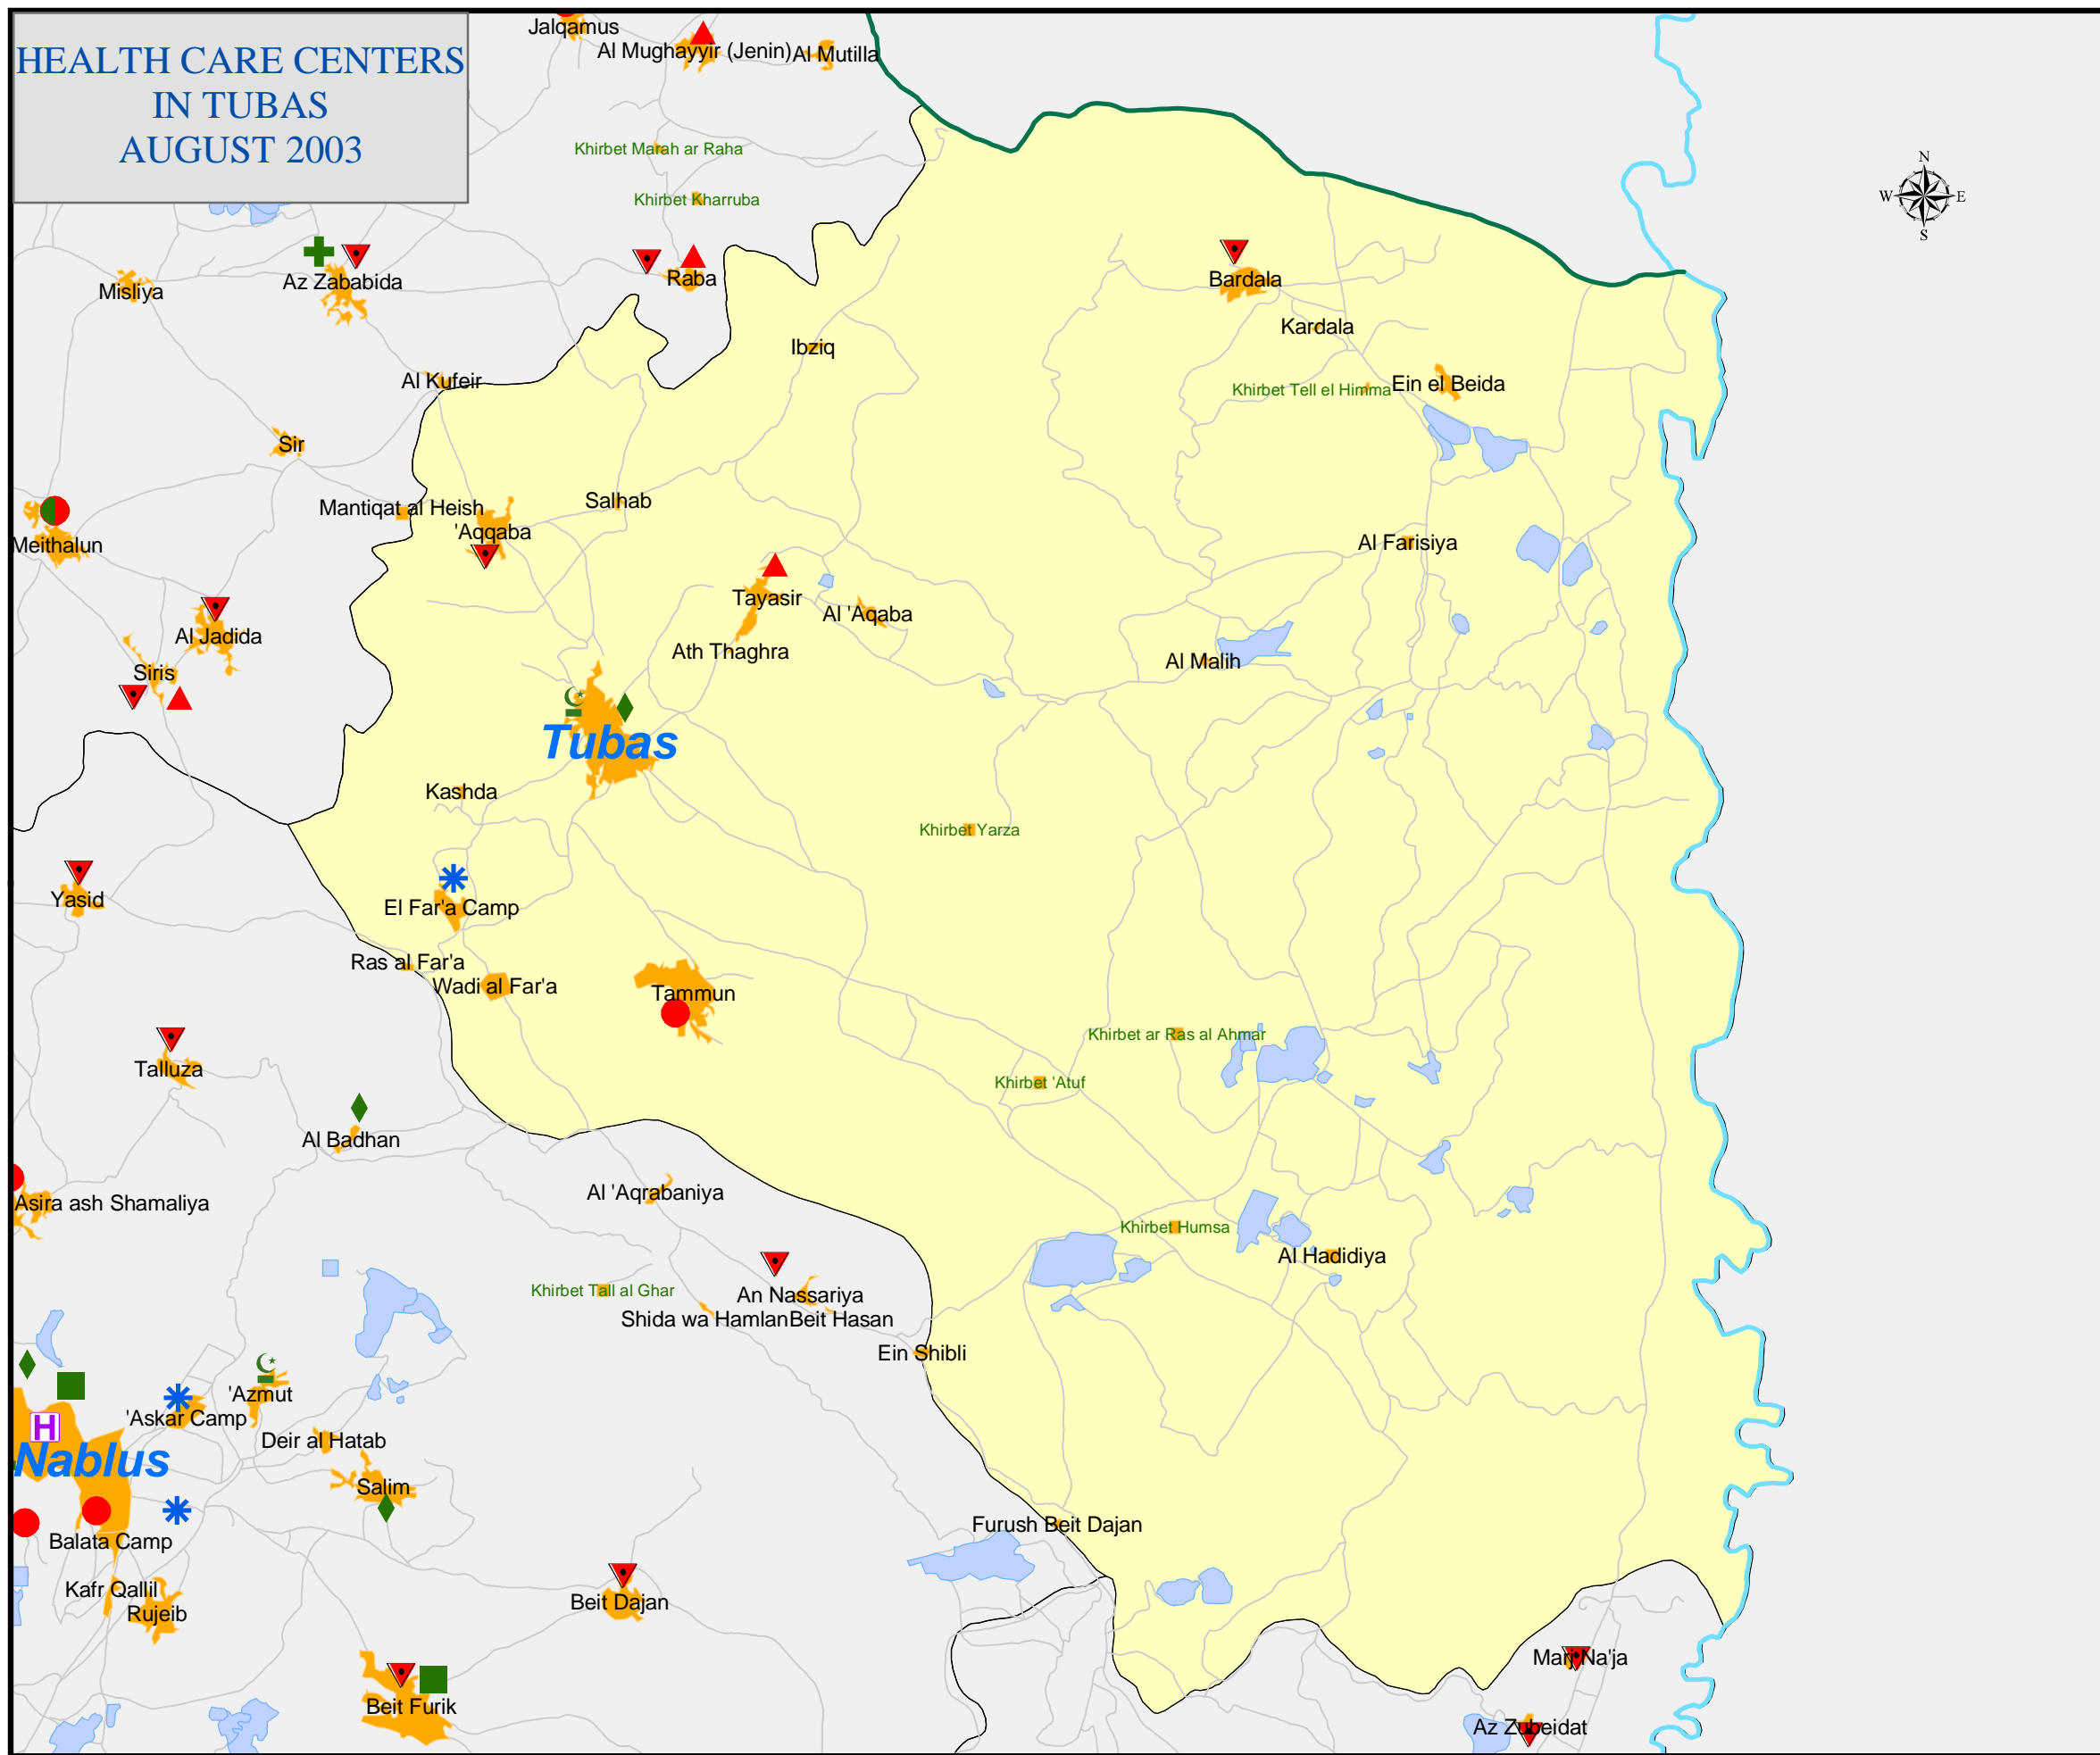 HEALTH CARE CENTERS
IN TUBAS
AUGUST 2003
Jalqamus
Al Mughayyir (Jenin)
Al Mutilla
Khirbet Marah ar Raha
Khirbet Kharruba
N
W
E
S
Misliya
Az Zababida
Raba
Bardala
Kardala
Ibziq
Al Kufeir
Khirbet Tell el Himma
Ein el Beida
Sir
Mantiqat al Heish
Salhab
'Aqqaba
Meithalun
Al Farisiya
Tayasir
Al 'Aqaba
Al Jadida
Ath Thaghra
Al Malih
Siris
Tubas
Kashda
Khirbet Yarza
Yasid
El Far'a Camp
Ras al Far'a
Wadi al Far'a
Tammun
Khirbet ar Ras al Ahmar
Talluza
Khirbet 'Atuf
Al Badhan
Al 'Aqrabaniya
Asira ash Shamaliya
Khirbet Humsa
Al Hadidiya
Khirbet Tall al Ghar
An Nassariya
Shida wa Hamlan
Beit Hasan
Ein Shibli
'Azmut
'Askar Camp
H
Deir al Hatab
Nablus
Salim
Furush Beit Dajan
Balata Camp
Kafr Qallil
Rujeib
Beit Dajan
Marj Na'ja
Beit Furik
Az Zubeidat